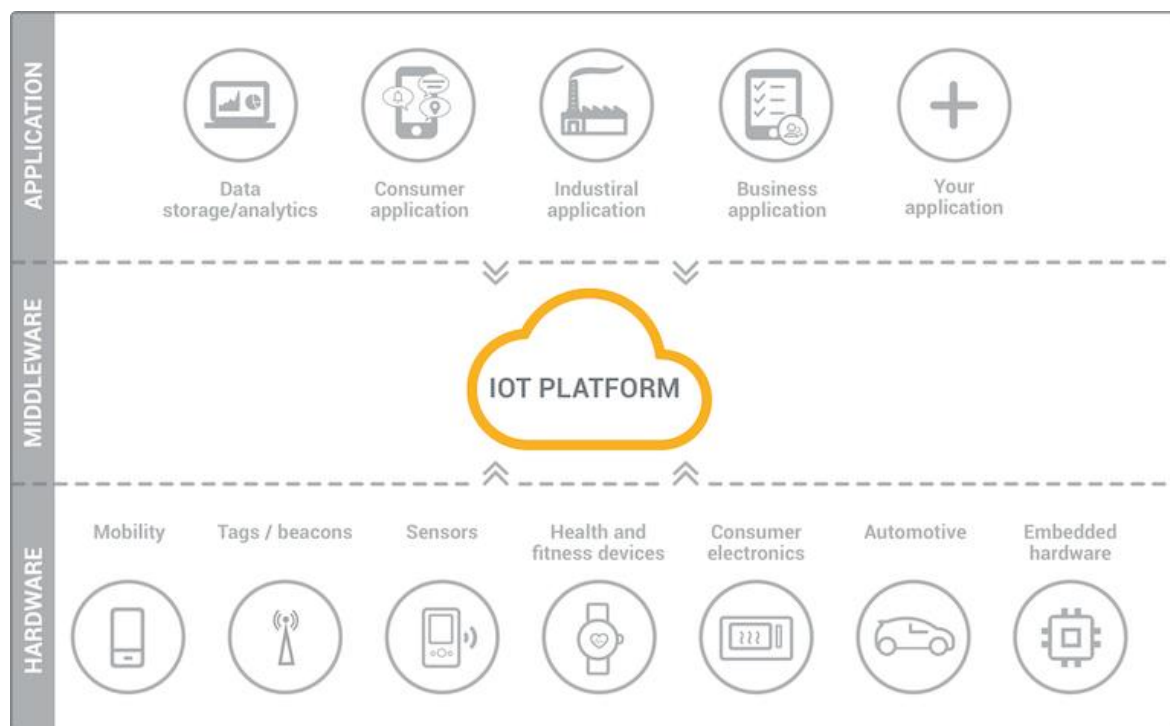 APPLICATION
Data
storage/analytics
Consumer
application
Industiral
application
Business
application
Your
application
MIDDLEWARE
IOT PLATFORM
HARDWARE
Mobility
Tags / beacons
Sensors
Health and
fitness devices
Consumer
electronics
Automotive
Embedded
hardware